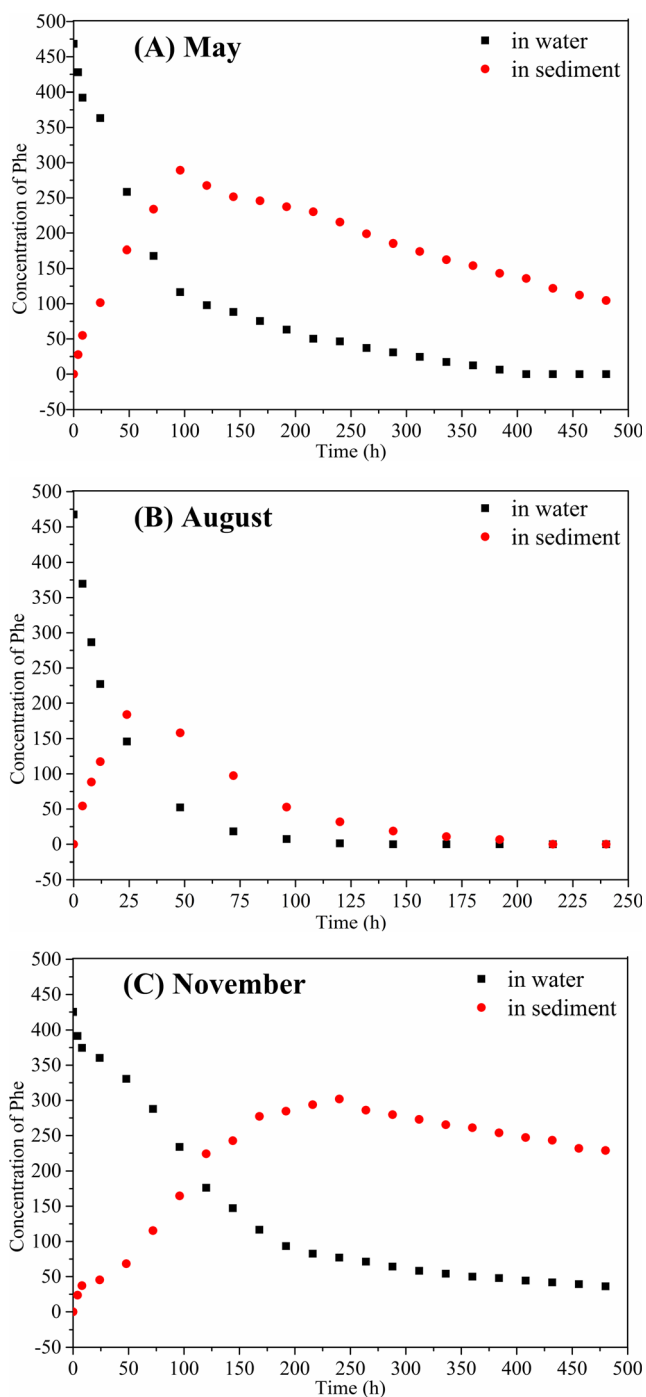 (A) May
in water
in sediment
500
450
400
350
300
250
200
150
100
50
0
-50
Concentration of Phe
0 50 100 150 200 250 300 350 400 450 500
Time (h)
(B) August
in water
in sediment
500
450
400
350
300
250
200
150
100
50
0
-50
Concentration of Phe
0 25 50 75 100 125 150 175 200 225 250
Time (h)
(C) November
in water
in sediment
500
450
400
350
300
250
200
150
100
50
0
-50
Concentration of Phe
0 50 100 150 200 250 300 350 400 450 500
Time (h)